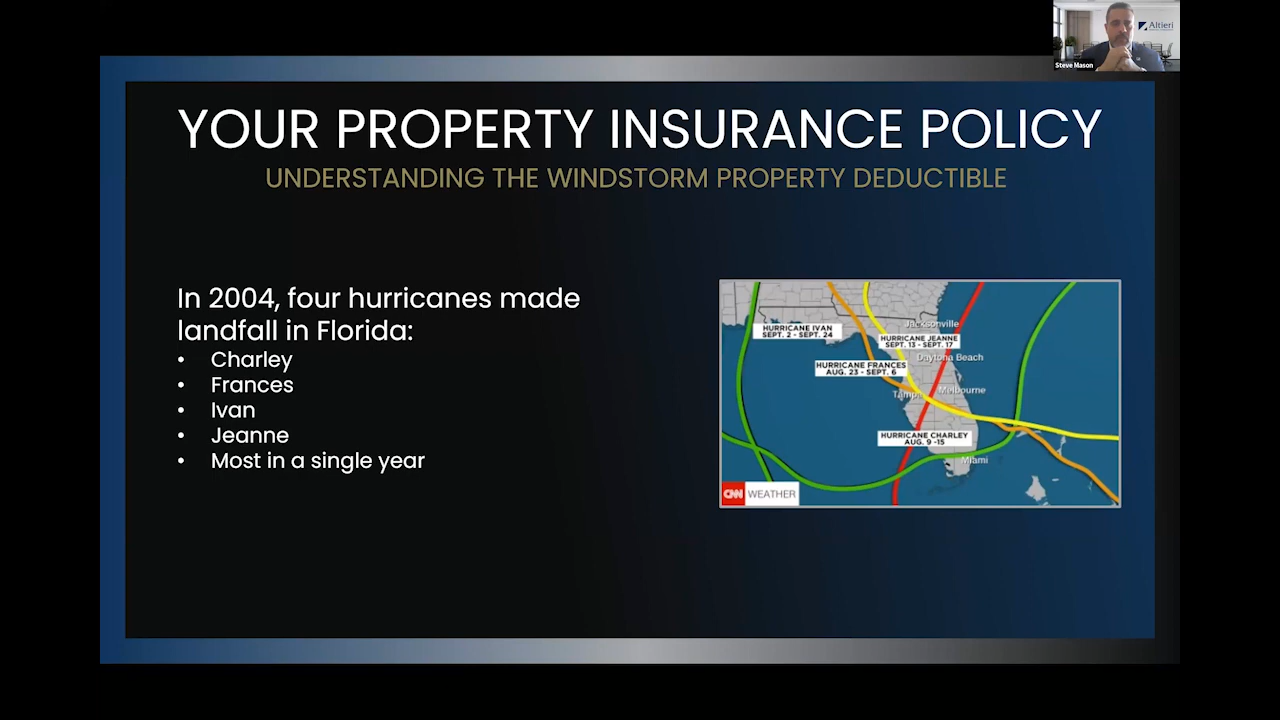 Altieri
Steve Mason
YOUR PROPERTY INSURANCE POLICY
UNDERSTANDING THE WINDSTORM PROPERTY DEDUCTIBLE
In 2004, four hurricanes made
landfall in Florida:
• Charley
• Frances
• Ivan
• Jeanne
• Most in a single year
HURRICANE IVAN
SEPT. 2 - SEPT. 24
Jacksonville
HURRICANE JEANNE
SEPT. 13 - SEPT. 17
Daytona Beach
HURRICANE FRANCES
AUG. 23 - SEPT. 6
Tampa
Melbourne
HURRICANE CHARLEY
AUG. 9 -15
Miami
CNN WEATHER